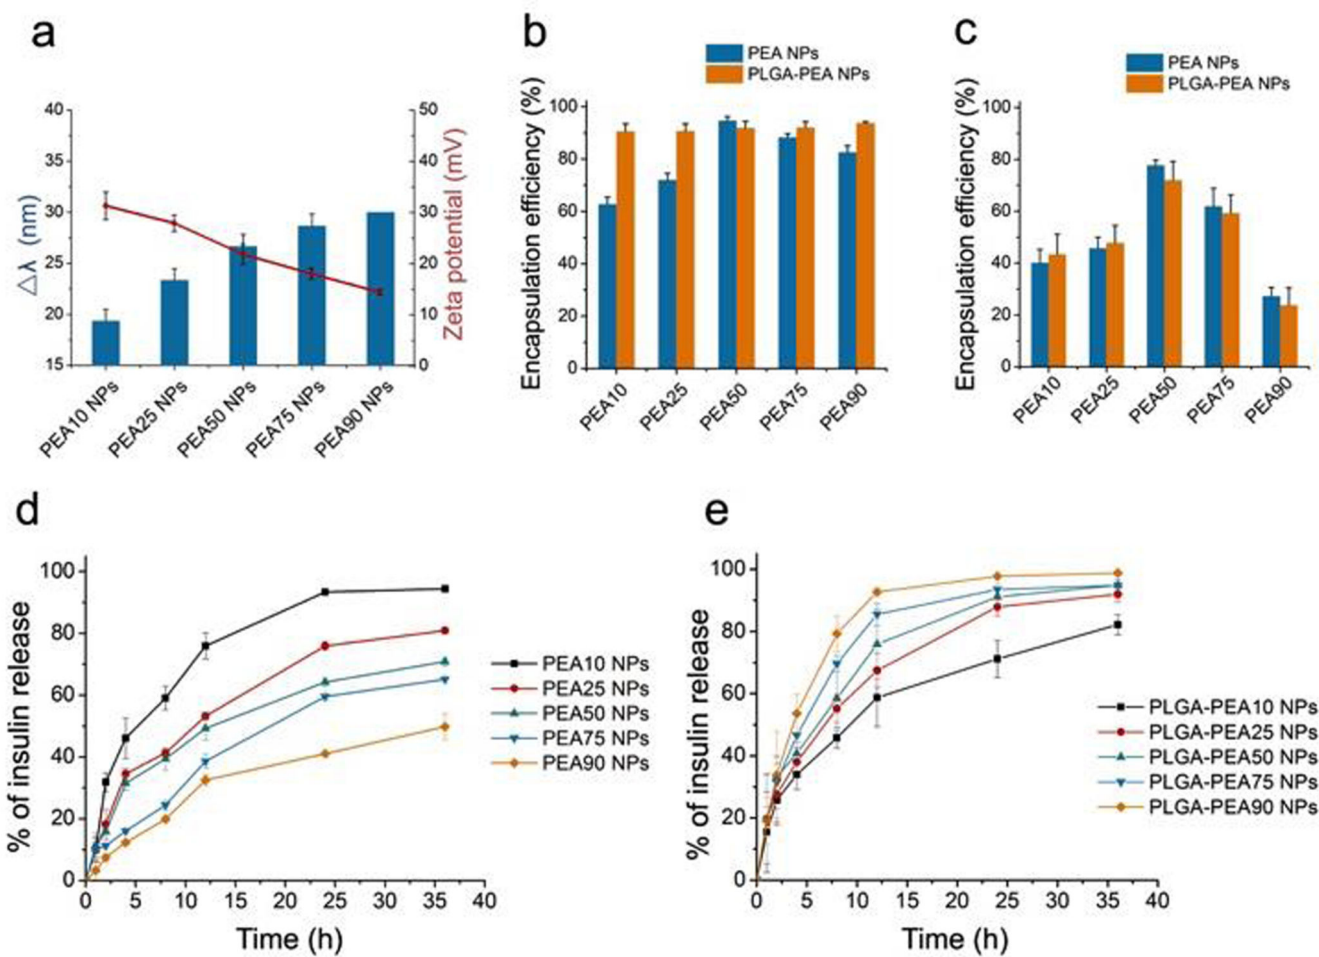 a
△λ (nm)
40
35
30
25
20
15
50
40
30
20
10
0
Zeta potential (mV)
PEA10 NPs
PEA25 NPs
PEA50 NPs
PEA75 NPs
PEA90 NPs
b
PEA NPs
PLGA-PEA NPs
Encapsulation efficiency (%)
100
80
60
40
20
0
PEA10
PEA25
PEA50
PEA75
PEA90
c
PEA NPs
PLGA-PEA NPs
Encapsulation efficiency (%)
100
80
60
40
20
0
PEA10
PEA25
PEA50
PEA75
PEA90
d
% of insulin release
100
80
60
40
20
0
0 5 10 15 20 25 30 35 40
Time (h)
PEA10 NPs
PEA25 NPs
PEA50 NPs
PEA75 NPs
PEA90 NPs
e
% of insulin release
100
80
60
40
20
0
0 5 10 15 20 25 30 35 40
Time (h)
PLGA-PEA10 NPs
PLGA-PEA25 NPs
PLGA-PEA50 NPs
PLGA-PEA75 NPs
PLGA-PEA90 NPs